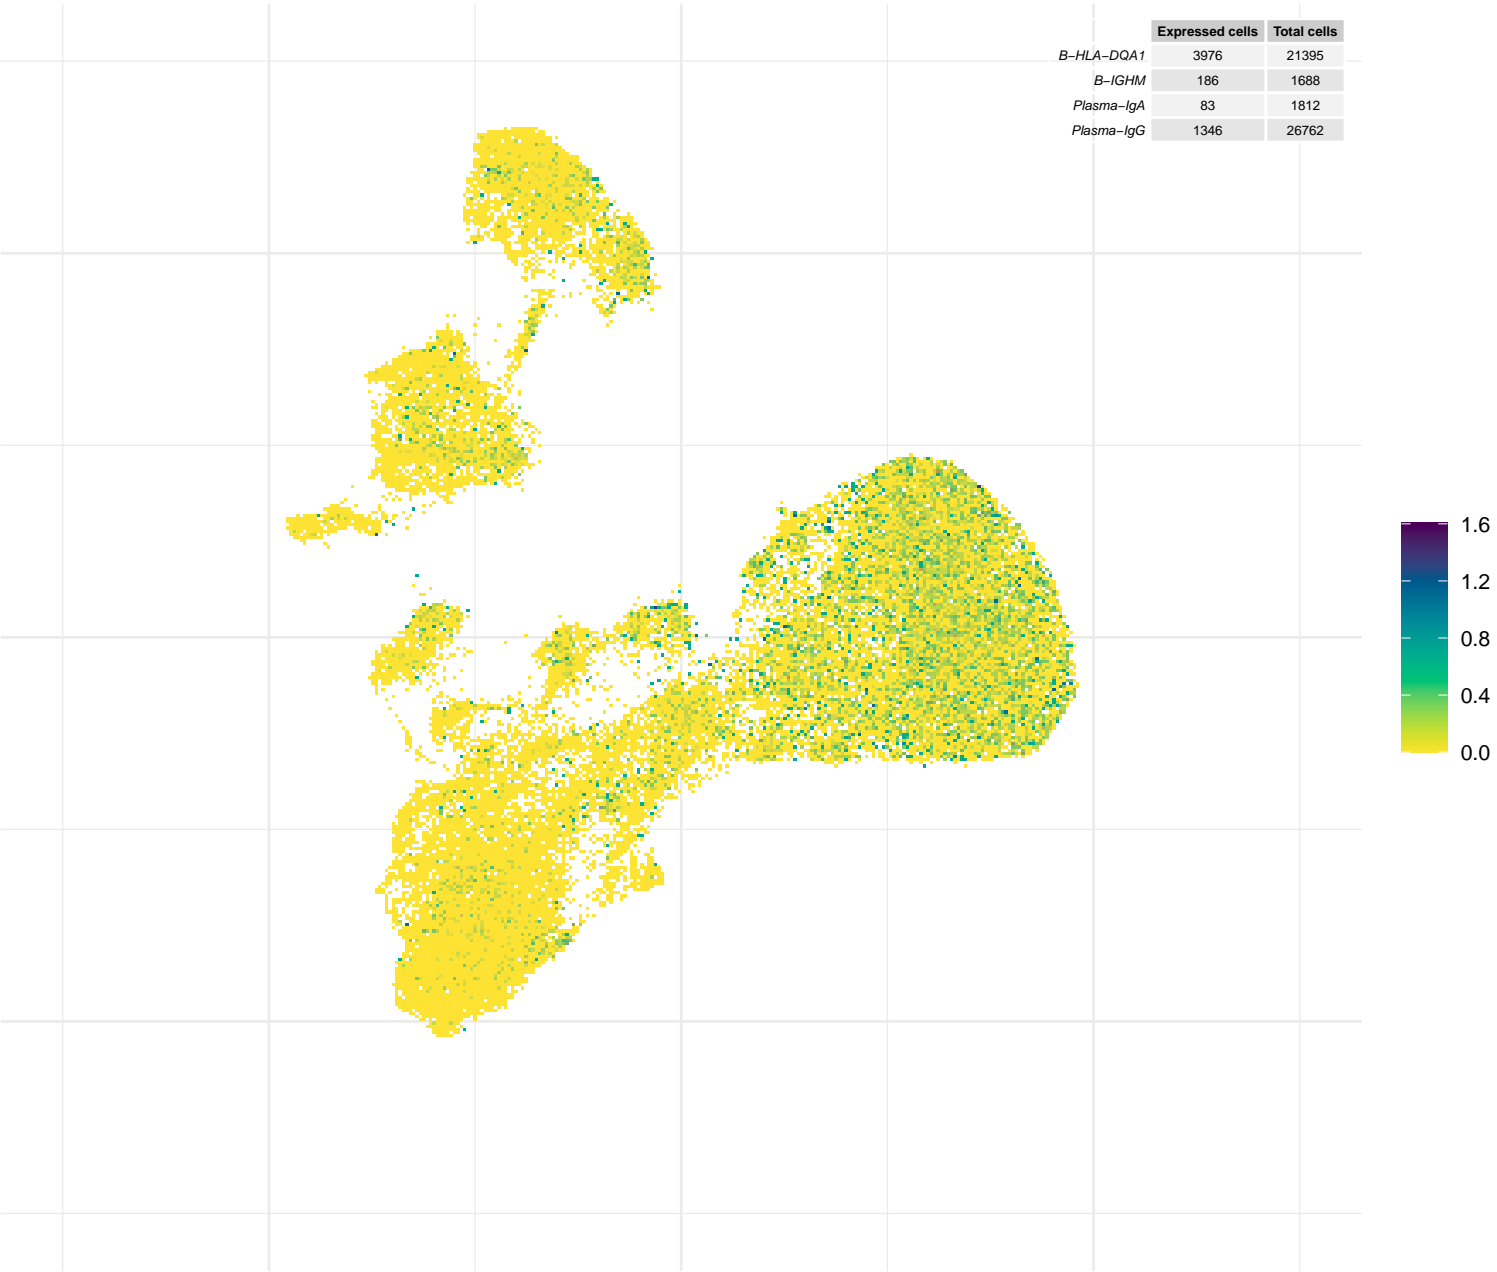 Expressed cells Total cells
B−HLA−DQA1 3976 21395
B−IGHM 186 1688
Plasma−IgA 83 1812
Plasma−IgG 1346 26762
1.6
1.2
0.8
0.4
0.0